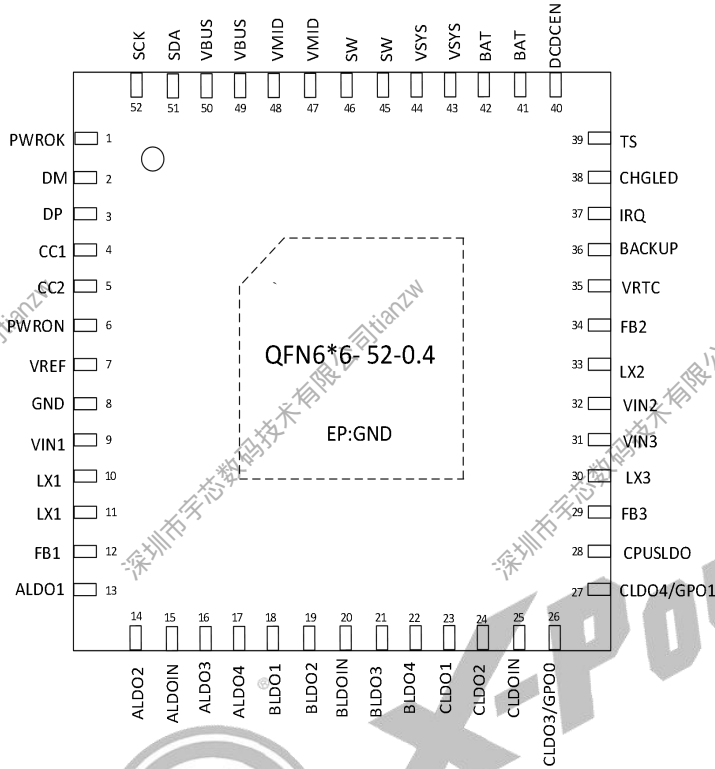 SCK SDA VBUS VBUS VMID VMID SW SW VSYS VSYS BAT BAT DCDCEN
52 51 50 49 48 47 46 45 44 43 42 41 40
PWROK 1
DM 2
DP 3
CC1 4
CC2 5
PWRON 6
VREF 7
GND 8
VIN1 9
LX1 10
LX1 11
FB1 12
ALDO1 13
39 TS
38 CHGLED
37 IRQ
36 BACKUP
35 VRTC
34 FB2
33 LX2
32 VIN2
31 VIN3
30 LX3
29 FB3
28 CPUSLDO
27 CLDO4/GPO1
QFN6*6- 52-0.4
EP:GND
14 15 16 17 18 19 20 21 22 23 24 25 26
ALDO2 ALDOIN ALDO3 ALDO4 BLDO1 BLDO2 BLDOIN BLDO3 BLDO4 CLDO1 CLDO2 CLDOIN CLDO3/GPO0
tianzw
深圳市宇芯数码技术有限公司tianzw
深圳市宇芯数码技术有限公司
®
X-Po